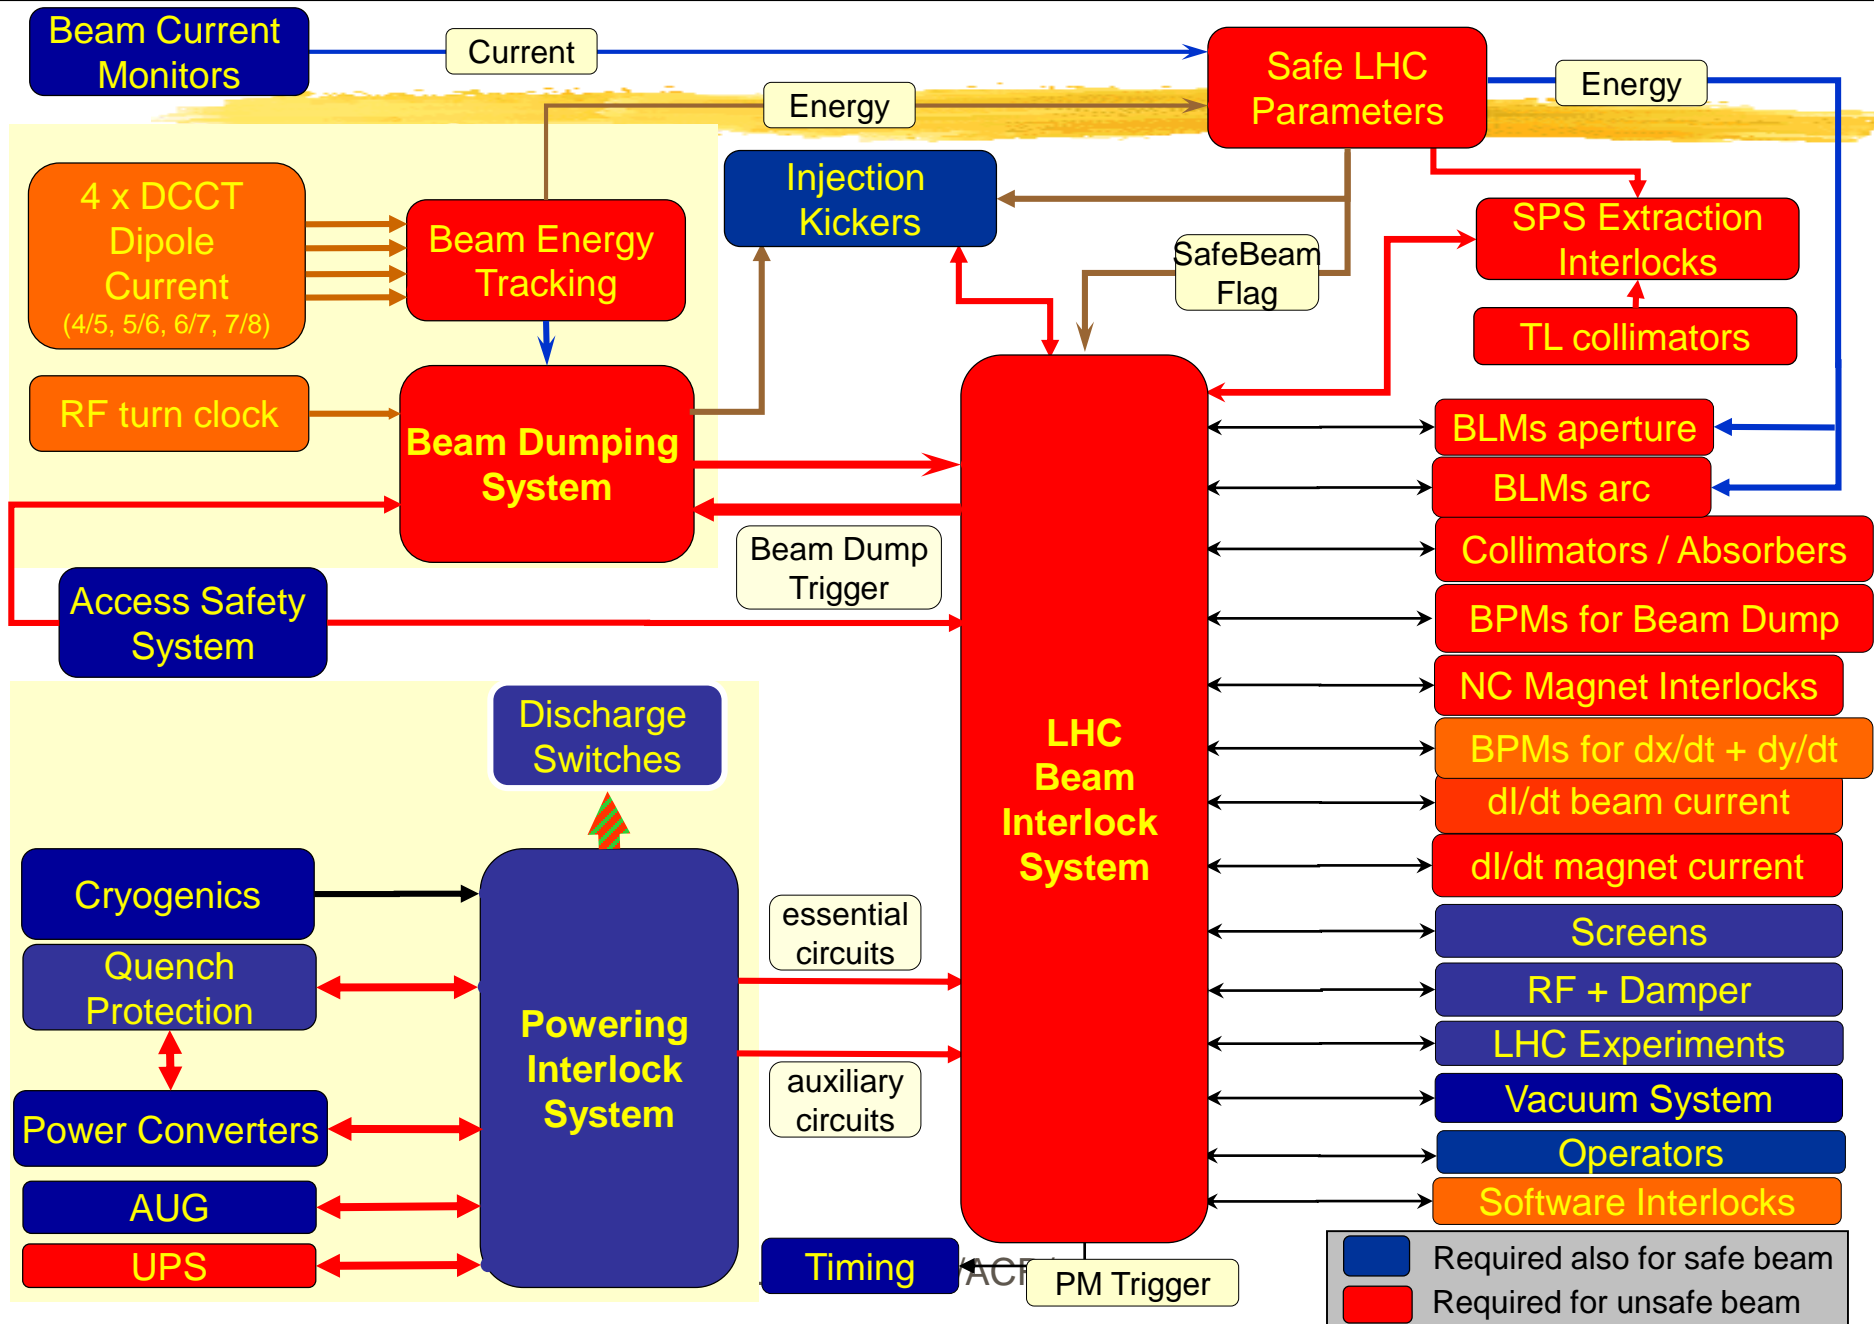 Beam Current
Monitors
Current
Safe LHC
Parameters
Energy
Energy
4 x DCCT
Dipole
Current
(4/5, 5/6, 6/7, 7/8)
Beam Energy
Tracking
Injection
Kickers
SafeBeam
Flag
SPS Extraction
Interlocks
TL collimators
RF turn clock
Beam Dumping
System
Beam Dump
Trigger
Access Safety
System
LHC
Beam
Interlock
System
BLMs aperture
BLMs arc
Collimators / Absorbers
BPMs for Beam Dump
NC Magnet Interlocks
BPMs for dx/dt + dy/dt
dI/dt beam current
dI/dt magnet current
Screens
RF + Damper
LHC Experiments
Vacuum System
Operators
Software Interlocks
Discharge
Switches
Cryogenics
Quench
Protection
Power Converters
AUG
UPS
Powering
Interlock
System
essential
circuits
auxiliary
circuits
Timing
PM Trigger
Required also for safe beam
Required for unsafe beam